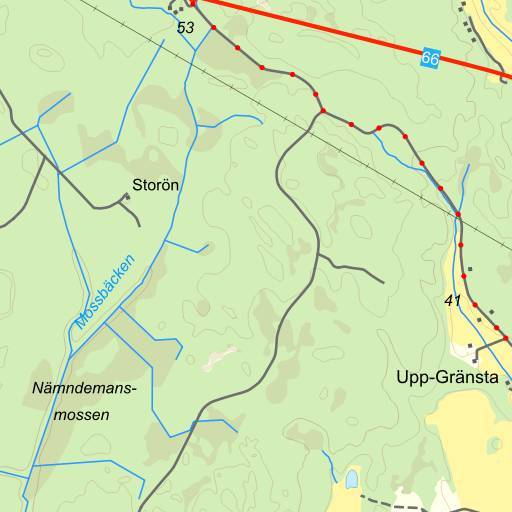 53
66
Storön
Mossbäcken
41
Nämndemans-
mossen
Upp-Gränsta